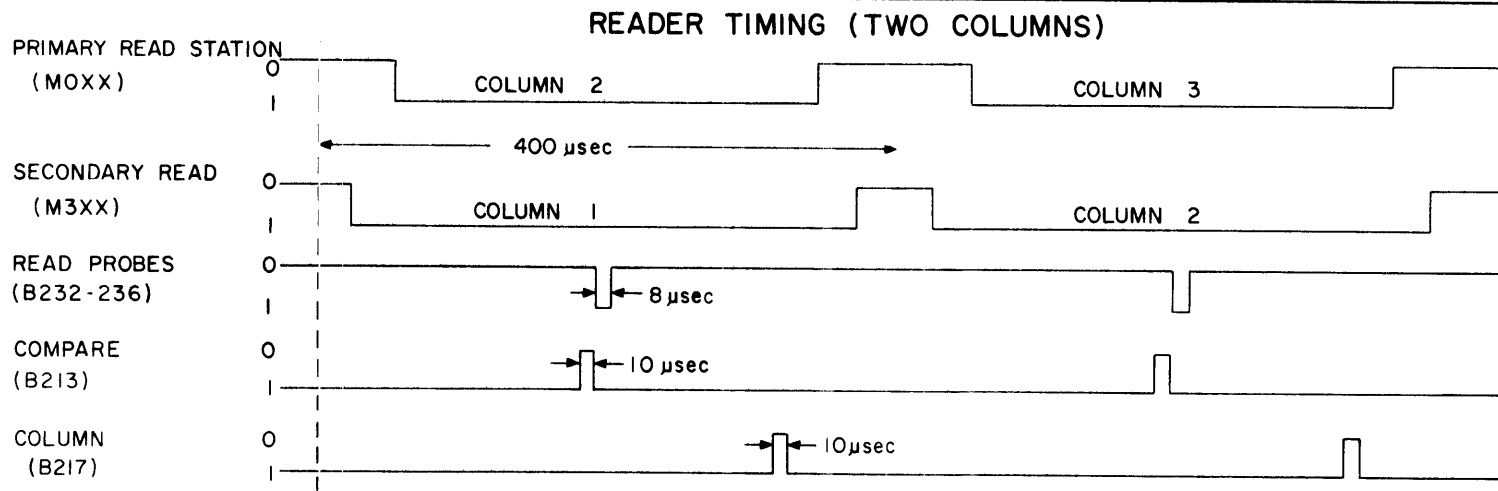 READER TIMING (TWO COLUMNS)
PRIMARY READ STATION
(M0XX)
0
1
COLUMN 2
COLUMN 3
400 µsec
SECONDARY READ
(M3XX)
0
1
COLUMN 1
COLUMN 2
READ PROBES
(B232-236)
0
1
8 µsec
COMPARE
(B213)
0
1
10 µsec
COLUMN
(B217)
0
1
10µsec